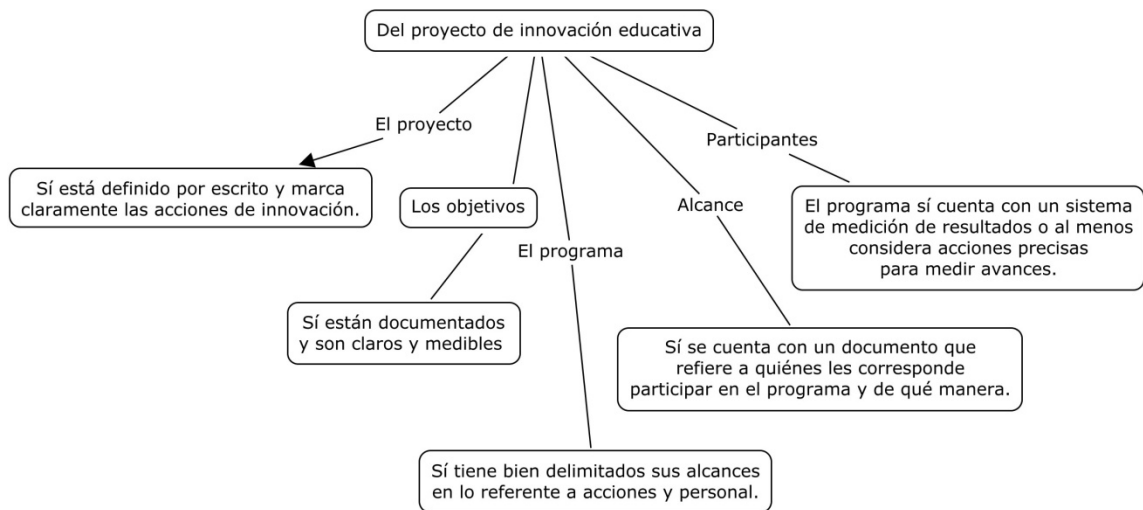 Del proyecto de innovación educativa
El proyecto
Sí está definido por escrito y marca
claramente las acciones de innovación.
Los objetivos
Sí están documentados
y son claros y medibles
El programa
Sí tiene bien delimitados sus alcances
en lo referente a acciones y personal.
Alcance
Sí se cuenta con un documento que
refiere a quiénes les corresponde
participar en el programa y de qué manera.
Participantes
El programa sí cuenta con un sistema
de medición de resultados o al menos
considera acciones precisas
para medir avances.